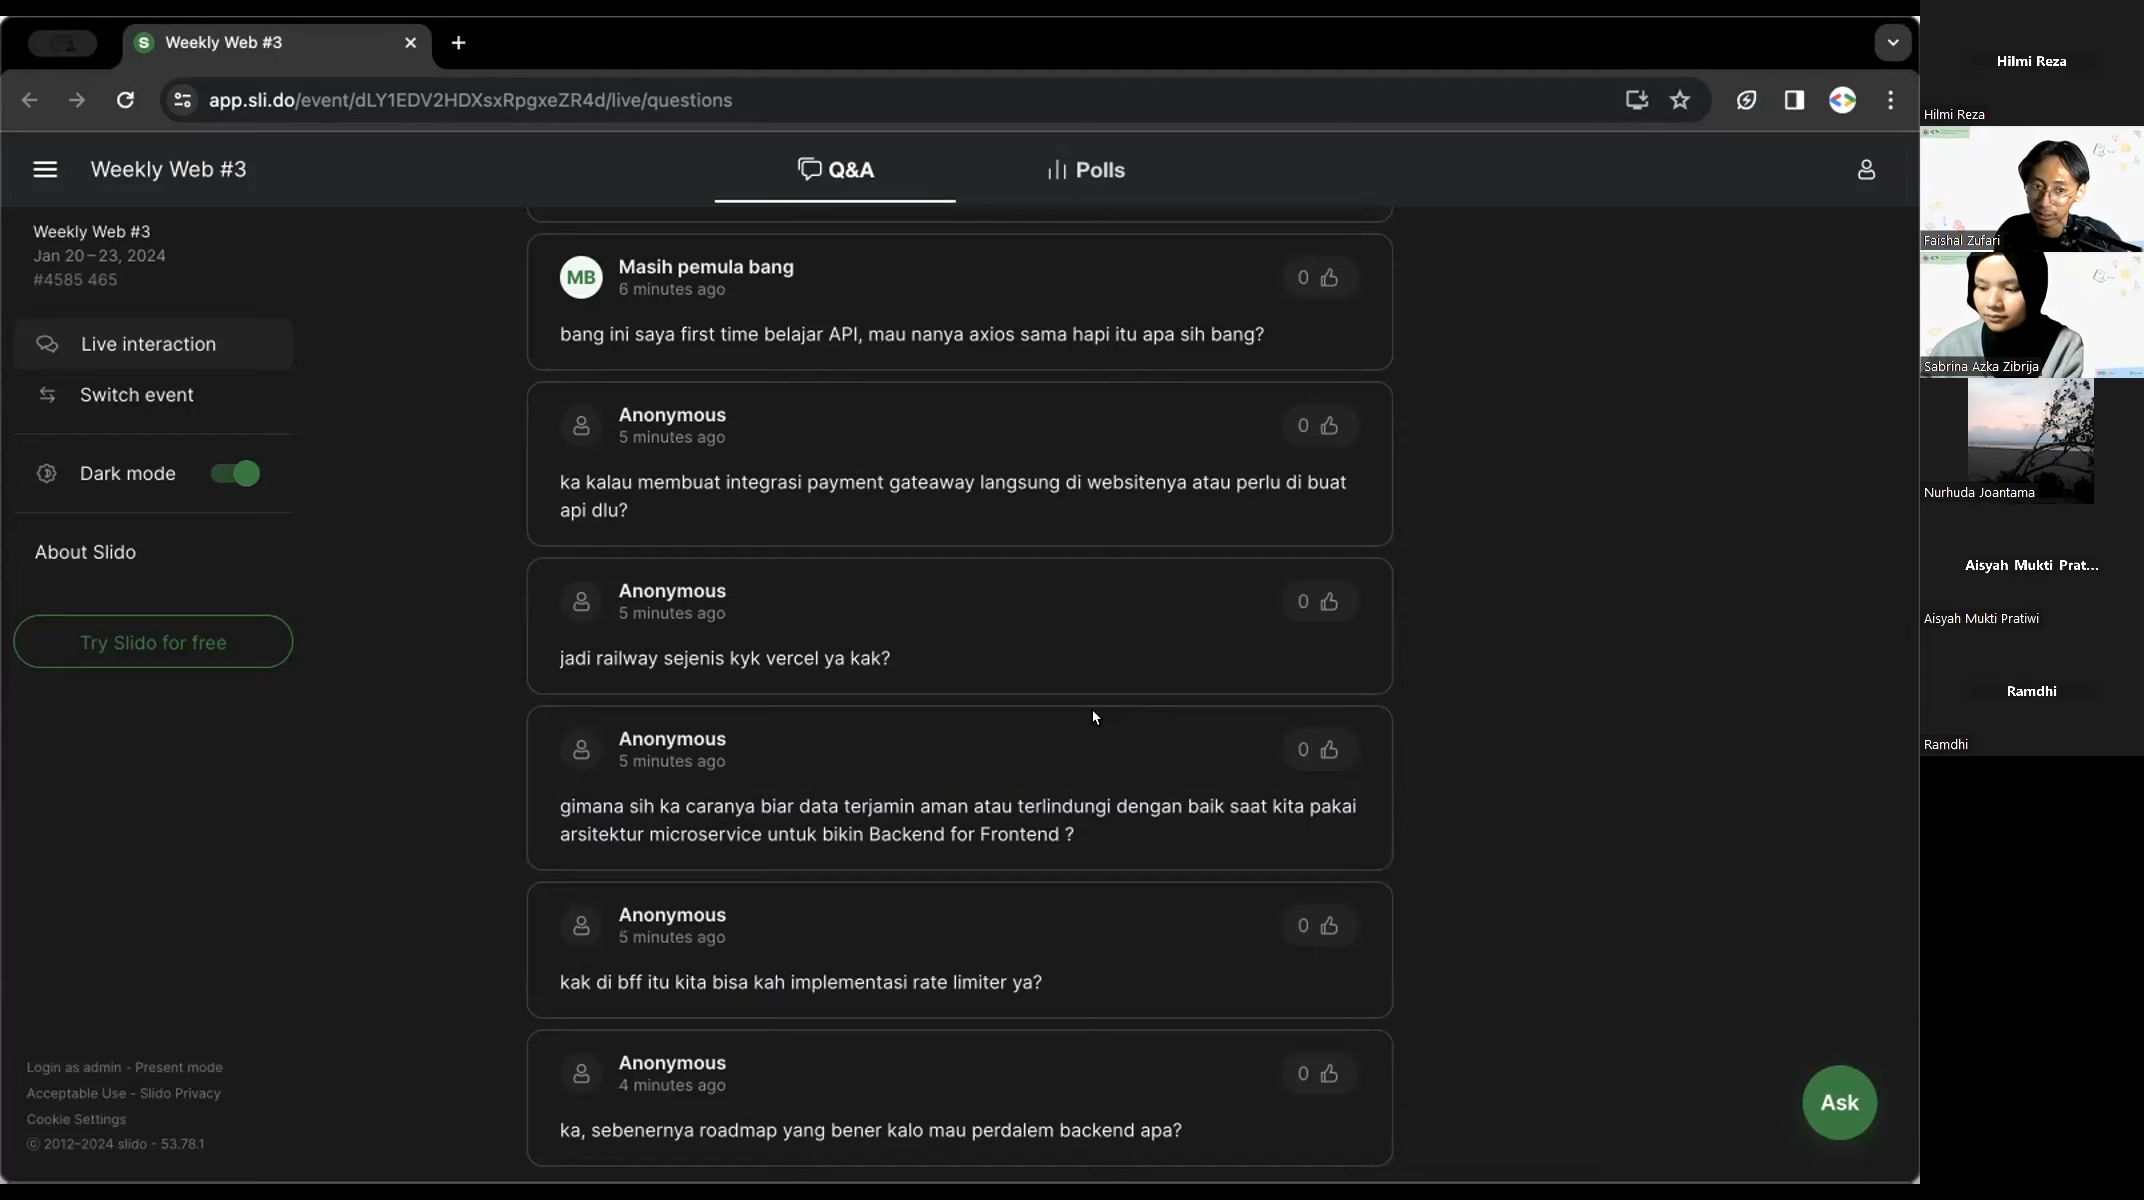 Weekly Web #3
app.sli.do/event/dLY1EDV2HDXsxRpgxeZR4d/live/questions
Weekly Web #3
Q&A
Polls
Weekly Web #3
Jan 20–23, 2024
#4585 465
Live interaction
Switch event
Dark mode
About Slido
Try Slido for free
Login as admin - Present mode
Acceptable Use - Slido Privacy
Cookie Settings
© 2012–2024 slido - 53.78.1
MB
Masih pemula bang
6 minutes ago
0
bang ini saya first time belajar API, mau nanya axios sama hapi itu apa sih bang?
Anonymous
5 minutes ago
0
ka kalau membuat integrasi payment gateaway langsung di websitenya atau perlu di buat
api dlu?
Anonymous
5 minutes ago
0
jadi railway sejenis kyk vercel ya kak?
Anonymous
5 minutes ago
0
gimana sih ka caranya biar data terjamin aman atau terlindungi dengan baik saat kita pakai
arsitektur microservice untuk bikin Backend for Frontend ?
Anonymous
5 minutes ago
0
kak di bff itu kita bisa kah implementasi rate limiter ya?
Anonymous
4 minutes ago
0
ka, sebenernya roadmap yang bener kalo mau perdalem backend apa?
Ask
Hilmi Reza
Hilmi Reza
Faishal Zufari
Sabrina Azka Zibrija
Nurhuda Joantama
Aisyah Mukti Prat...
Aisyah Mukti Pratiwi
Ramdhi
Ramdhi